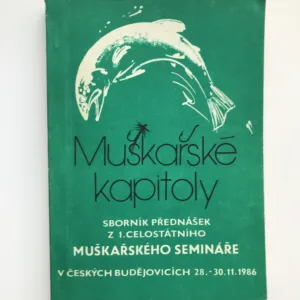 Muškařské
kapitoly
SBORNÍK PŘEDNÁŠEK
Z 1.CELOSTÁTNÍHO
MUŠKAŘSKÉHO SEMINÁŘE
V ČESKÝCH BUDĚJOVICÍCH 28.-30.11.1986